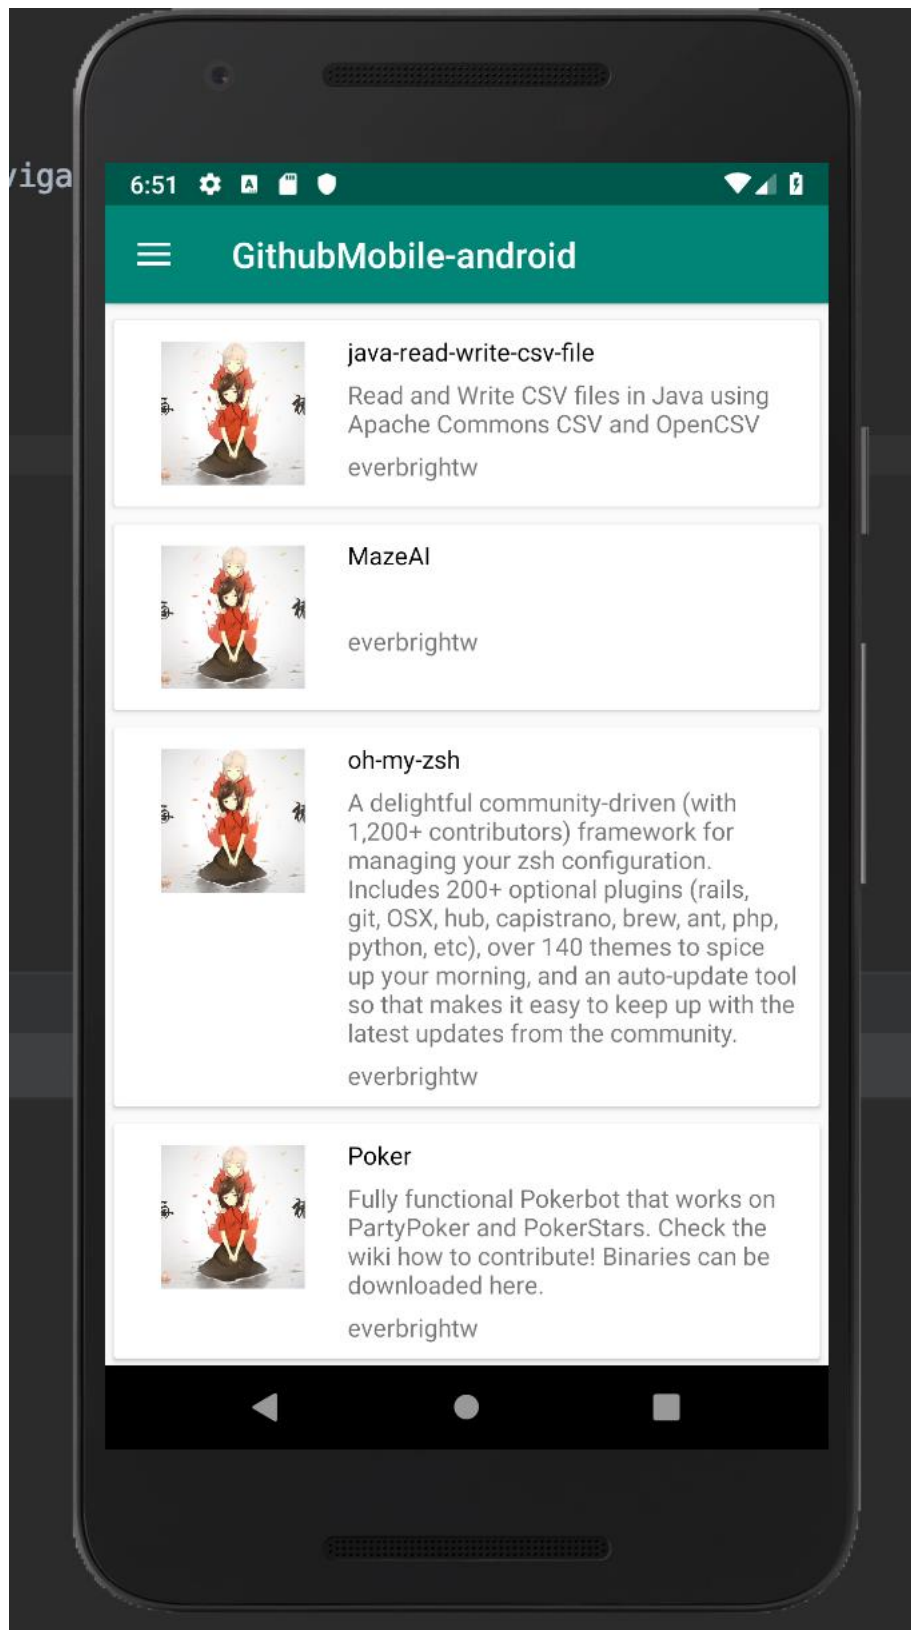 viga
6:51
GithubMobile-android
java-read-write-csv-file
Read and Write CSV files in Java using
Apache Commons CSV and OpenCSV
everbrightw
MazeAI
everbrightw
oh-my-zsh
A delightful community-driven (with
1,200+ contributors) framework for
managing your zsh configuration.
Includes 200+ optional plugins (rails,
git, OSX, hub, capistrano, brew, ant, php,
python, etc), over 140 themes to spice
up your morning, and an auto-update tool
so that makes it easy to keep up with the
latest updates from the community.
everbrightw
Poker
Fully functional Pokerbot that works on
PartyPoker and PokerStars. Check the
wiki how to contribute! Binaries can be
downloaded here.
everbrightw